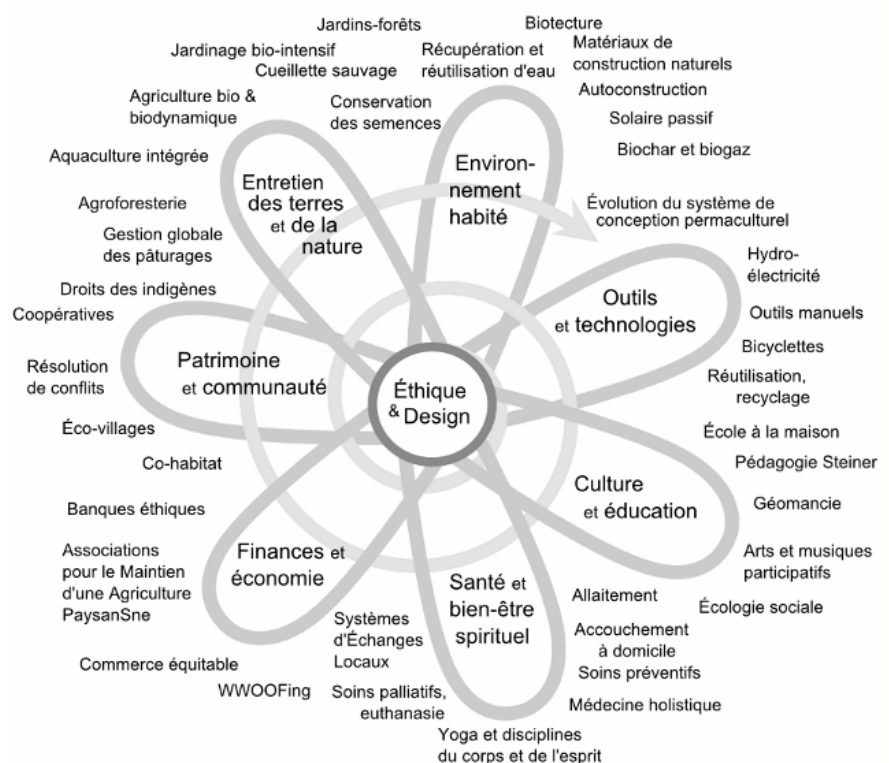 Jardins-forêts
Biotecture
Jardinage bio-intensif
Cueillette sauvage
Récupération et
réutilisation d'eau
Matériaux de
construction naturels
Agriculture bio &
biodynamique
Conservation
des semences
Autoconstruction
Solaire passif
Biochar et biogaz
Aquaculture intégrée
Agroforesterie
Gestion globale
des pâturages
Entretien
des terres
et de la
nature
Environ-
nement
habité
Évolution du système de
conception permaculturel
Hydro-
électricité
Outils manuels
Bicyclettes
Réutilisation,
recyclage
Outils
et technologies
Droits des indigènes
Coopératives
Résolution
de conflits
Éco-villages
Co-habitat
Patrimoine
et communauté
Éthique
& Design
École à la maison
Pédagogie Steiner
Géomancie
Arts et musiques
participatifs
Écologie sociale
Culture
et éducation
Banques éthiques
Associations
pour le Maintien
d'une Agriculture
PaysanSne
Commerce équitable
WWOOFing
Systèmes
d'Échanges
Locaux
Finances et
économie
Santé et
bien-être
spirituel
Allaitement
Accouchement
à domicile
Soins préventifs
Médecine holistique
Yoga et disciplines
du corps et de l'esprit
Soins palliatifs,
euthanasie